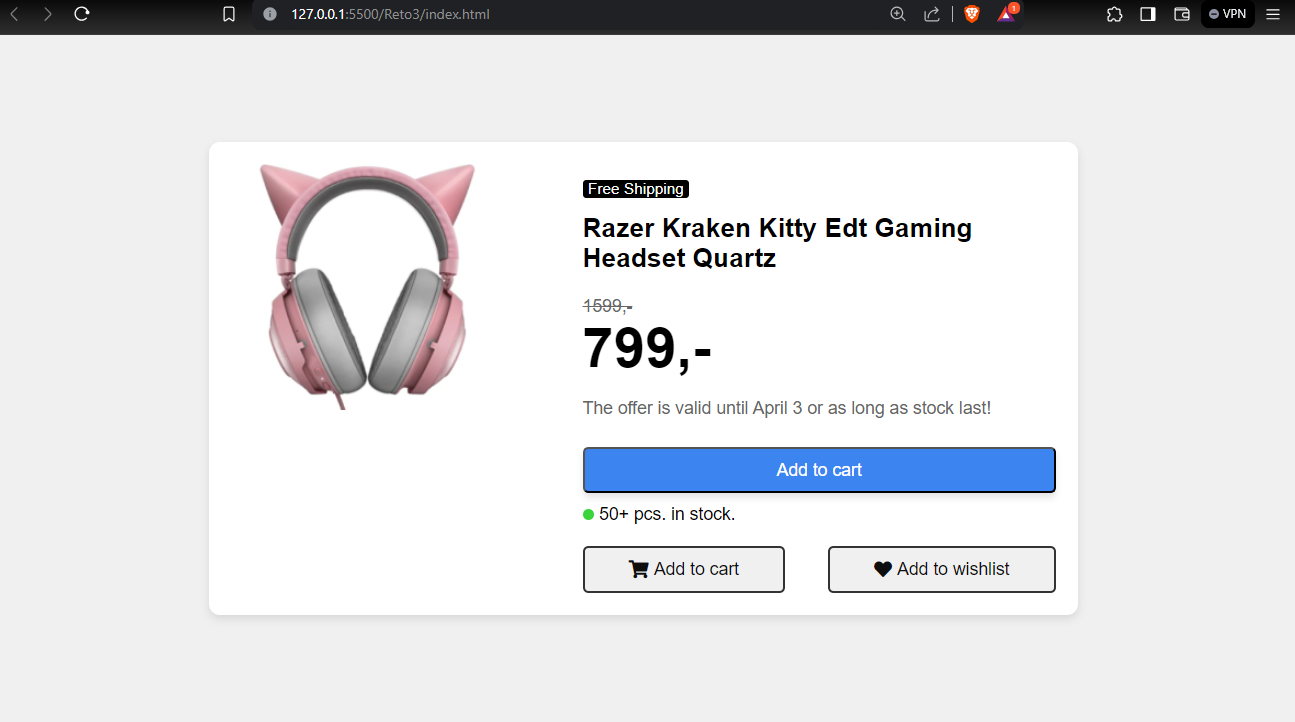 127.0.0.1:5500/Reto3/index.html
1
VPN
Free Shipping
Razer Kraken Kitty Edt Gaming
Headset Quartz
1599,-
799,-
The offer is valid until April 3 or as long as stock last!
Add to cart
50+ pcs. in stock.
Add to cart
Add to wishlist